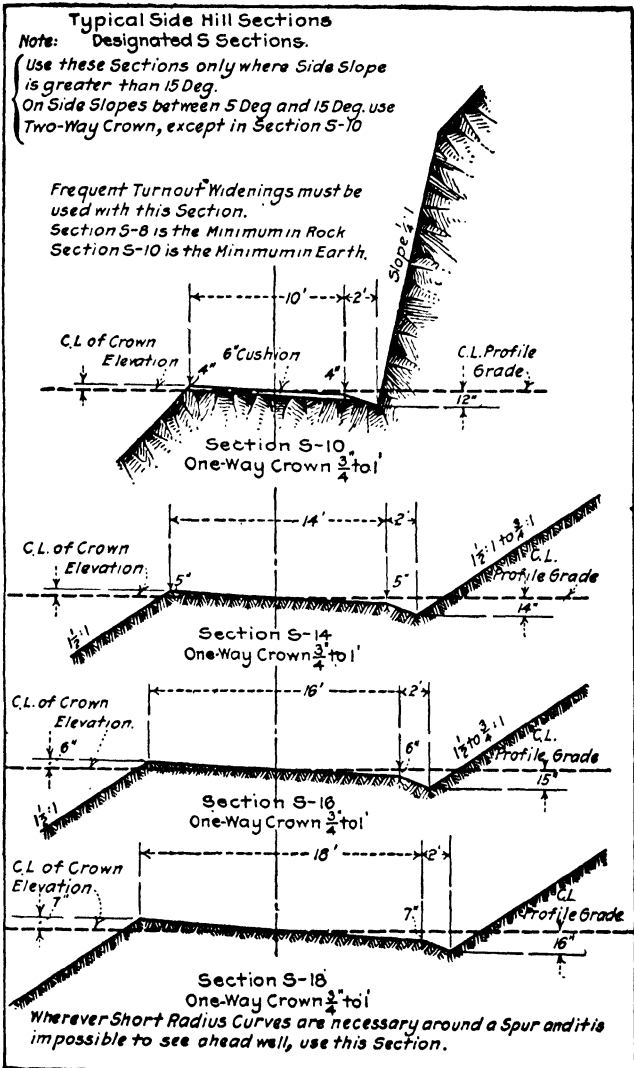 Typical Side Hill Sections
Note: Designated S Sections.
Use these Sections only where Side Slope
is greater than 15 Deg.
On Side Slopes between 5 Deg and 15 Deg. use
Two-Way Crown, except in Section S-10
Frequent Turnout Widenings must be
used with this Section.
Section S-8 is the Minimum in Rock
Section S-10 is the Minimum in Earth.
Slope ¼:1
10' 2'
C.L. of Crown
Elevation
4"
6" Cushion
4"
C.L. Profile
Grade
12"
Section S-10
One-Way Crown 3/4" to 1'
14' 2'
1½:1 to ¾:1
C.L. of Crown
Elevation
5"
5"
C.L.
Profile Grade
14"
1½:1
Section S-14
One-Way Crown 3/4" to 1'
16' 2'
1½ to ¾:1
C.L. of Crown
Elevation.
6"
6"
C.L.
Profile Grade
15"
1½:1
Section S-16
One-Way Crown 3/4" to 1'
18' 2'
C.L of Crown
Elevation
7"
7"
C.L
Profile Grade
16"
Section S-18
One-Way Crown 3/4" to 1'
Wherever Short Radius Curves are necessary around a Spur and it is
impossible to see ahead well, use this Section.